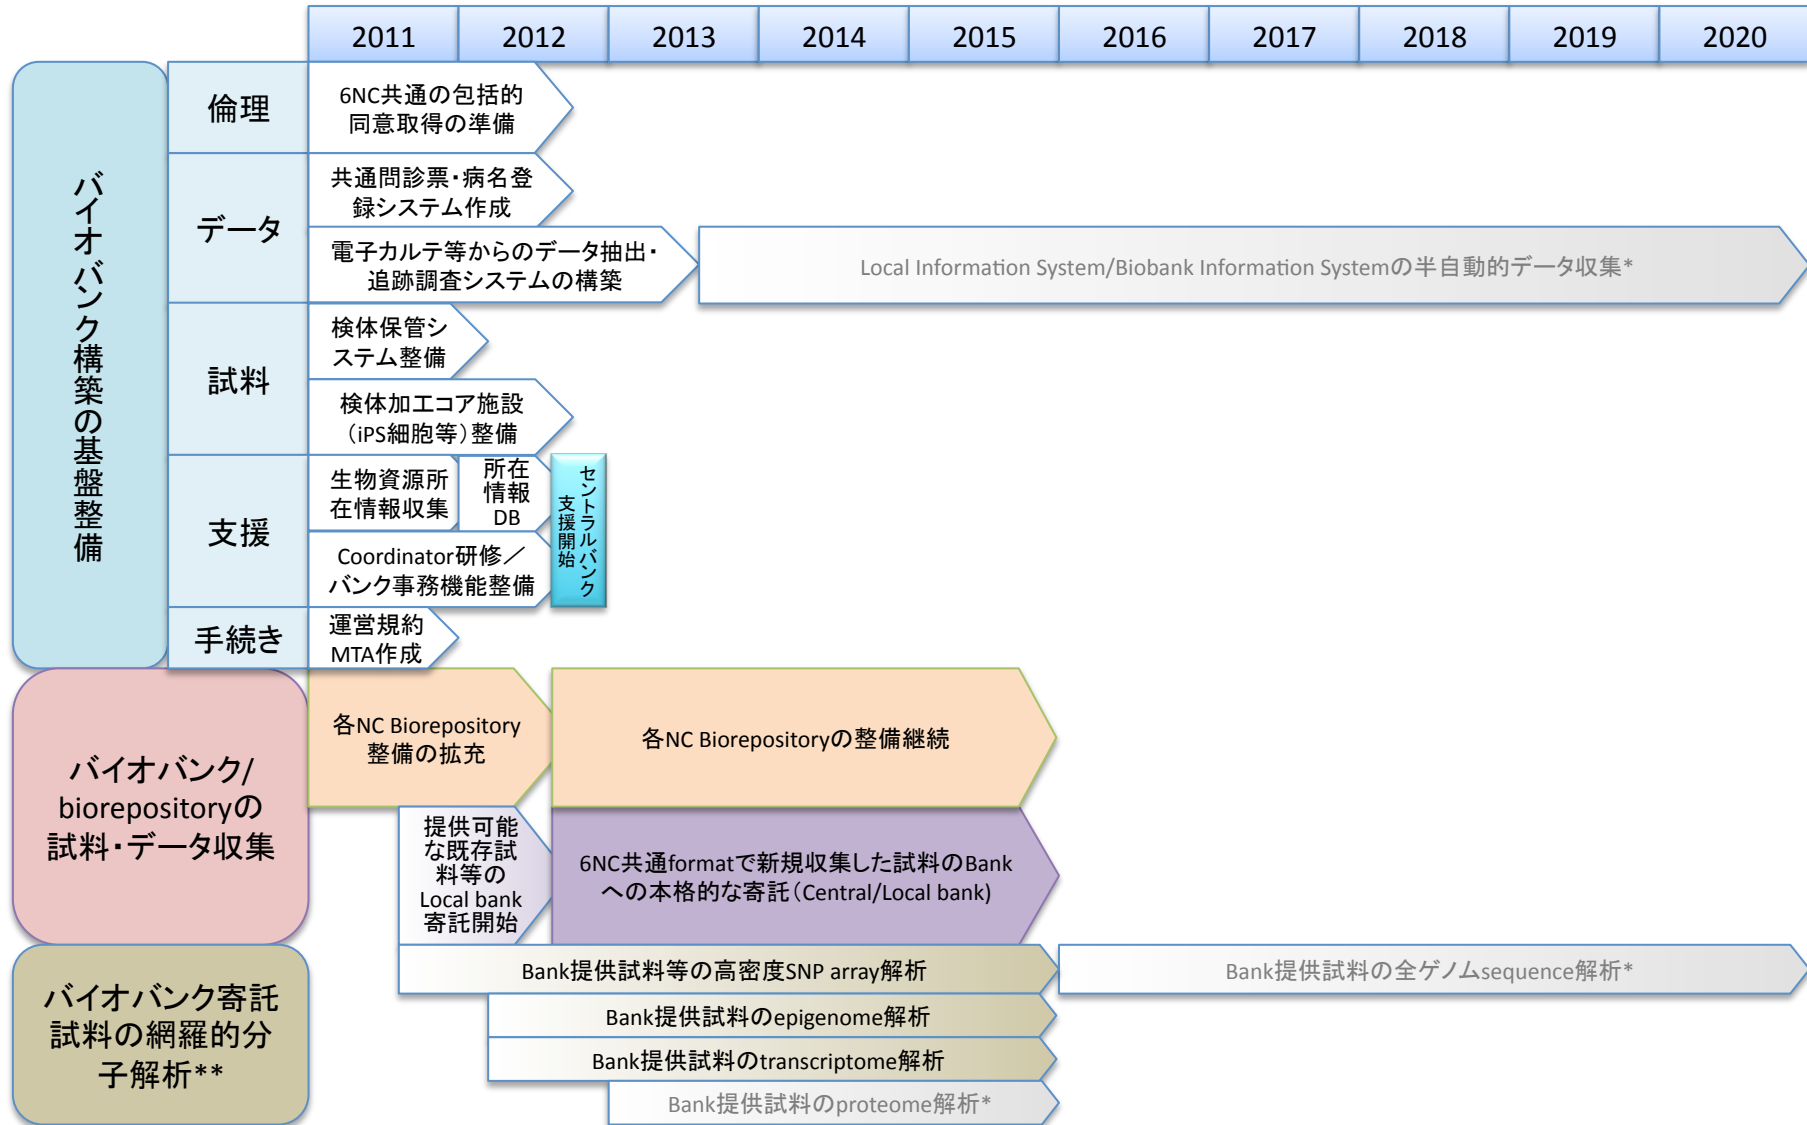 2011 2012 2013 2014 2015 2016 2017 2018 2019 2020
バイオバンク構築の基盤整備
倫理
6NC共通の包括的
同意取得の準備
データ
共通問診票・病名登
録システム作成
電子カルテ等からのデータ抽出・
追跡調査システムの構築
Local Information System/Biobank Information Systemの半自動的データ収集*
試料
検体保管シ
ステム整備
検体加工コア施設
（iPS細胞等）整備
支援
生物資源所
在情報収集
所在
情報
DB
セントラルバンク
支援開始
Coordinator研修／
バンク事務機能整備
手続き
運営規約
MTA作成
バイオバンク/
biorepositoryの
試料・データ収集
各NC Biorepository
整備の拡充
各NC Biorepositoryの整備継続
提供可能
な既存試
料等の
Local bank
寄託開始
6NC共通formatで新規収集した試料のBank
への本格的な寄託（Central/Local bank)
バイオバンク寄託
試料の網羅的分
子解析**
Bank提供試料等の高密度SNP array解析
Bank提供試料の全ゲノムsequence解析*
Bank提供試料のepigenome解析
Bank提供試料のtranscriptome解析
Bank提供試料のproteome解析*